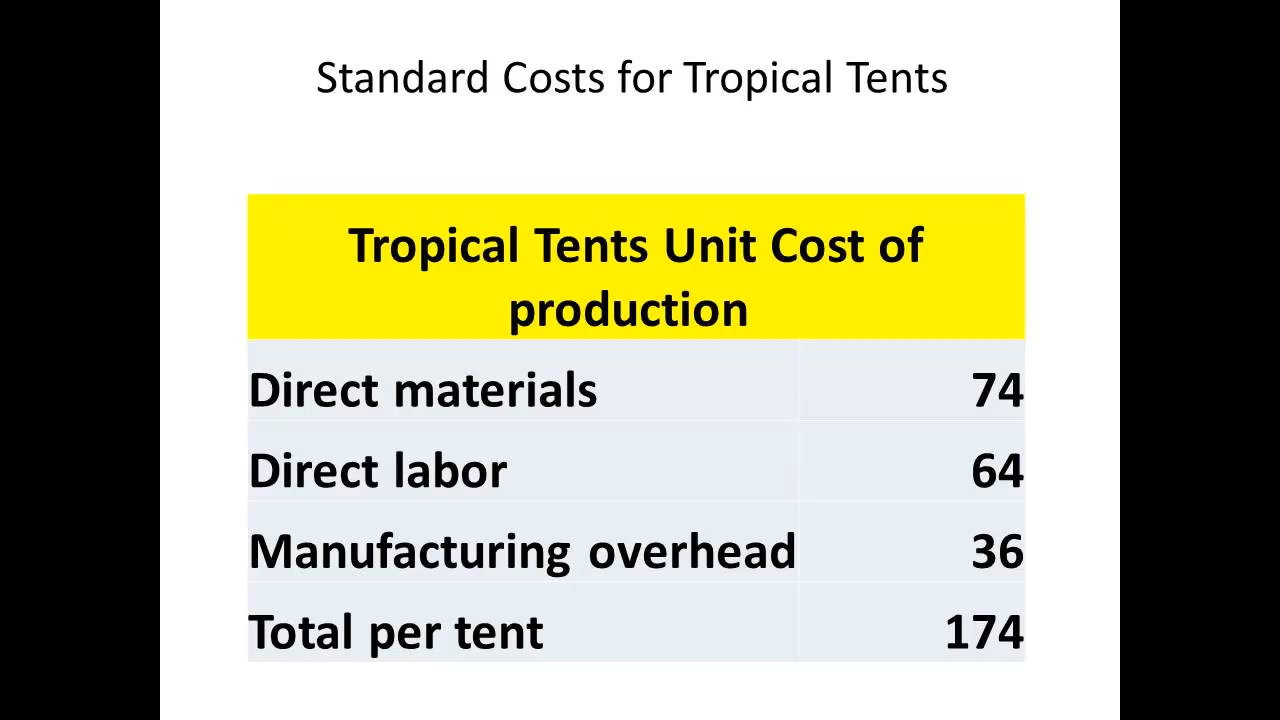 Standard Costs for Tropical Tents
Tropical Tents Unit Cost of
production
Direct materials 74
Direct labor 64
Manufacturing overhead 36
Total per tent 174